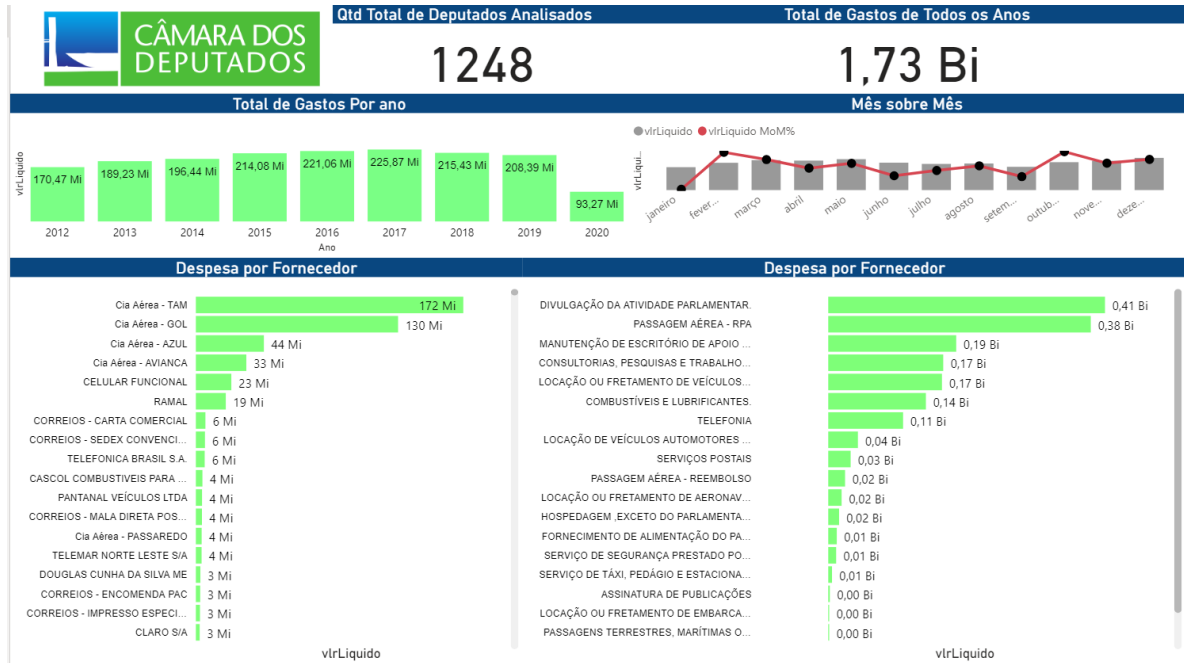 CÂMARA DOS
DEPUTADOS
Qtd Total de Deputados Analisados
1248
Total de Gastos de Todos os Anos
1,73 Bi
Total de Gastos Por ano
vlrLiquido
170,47 Mi
189,23 Mi
196,44 Mi
214,08 Mi
221,06 Mi
225,87 Mi
215,43 Mi
208,39 Mi
93,27 Mi
2012 2013 2014 2015 2016 2017 2018 2019 2020
Ano
Mês sobre Mês
vlrLiquido vlrLiquido MoM%
vlrLiqui...
janeiro fever... março abril maio junho julho agosto setem... outub... nove... deze...
Despesa por Fornecedor
Cia Aérea - TAM 172 Mi
Cia Aérea - GOL 130 Mi
Cia Aérea - AZUL 44 Mi
Cia Aérea - AVIANCA 33 Mi
CELULAR FUNCIONAL 23 Mi
RAMAL 19 Mi
CORREIOS - CARTA COMERCIAL 6 Mi
CORREIOS - SEDEX CONVENCI... 6 Mi
TELEFONICA BRASIL S.A. 6 Mi
CASCOL COMBUSTIVEIS PARA ... 4 Mi
PANTANAL VEÍCULOS LTDA 4 Mi
CORREIOS - MALA DIRETA POS... 4 Mi
Cia Aérea - PASSAREDO 4 Mi
TELEMAR NORTE LESTE S/A 4 Mi
DOUGLAS CUNHA DA SILVA ME 3 Mi
CORREIOS - ENCOMENDA PAC 3 Mi
CORREIOS - IMPRESSO ESPECI... 3 Mi
CLARO S/A 3 Mi
vlrLiquido
Despesa por Fornecedor
DIVULGAÇÃO DA ATIVIDADE PARLAMENTAR. 0,41 Bi
PASSAGEM AÉREA - RPA 0,38 Bi
MANUTENÇÃO DE ESCRITÓRIO DE APOIO ... 0,19 Bi
CONSULTORIAS, PESQUISAS E TRABALHO... 0,17 Bi
LOCAÇÃO OU FRETAMENTO DE VEÍCULOS... 0,17 Bi
COMBUSTÍVEIS E LUBRIFICANTES. 0,14 Bi
TELEFONIA 0,11 Bi
LOCAÇÃO DE VEÍCULOS AUTOMOTORES ... 0,04 Bi
SERVIÇOS POSTAIS 0,03 Bi
PASSAGEM AÉREA - REEMBOLSO 0,02 Bi
LOCAÇÃO OU FRETAMENTO DE AERONAV... 0,02 Bi
HOSPEDAGEM ,EXCETO DO PARLAMENTA... 0,02 Bi
FORNECIMENTO DE ALIMENTAÇÃO DO PA... 0,01 Bi
SERVIÇO DE SEGURANÇA PRESTADO PO... 0,01 Bi
SERVIÇO DE TÁXI, PEDÁGIO E ESTACIONA... 0,01 Bi
ASSINATURA DE PUBLICAÇÕES 0,00 Bi
LOCAÇÃO OU FRETAMENTO DE EMBARCA... 0,00 Bi
PASSAGENS TERRESTRES, MARÍTIMAS O... 0,00 Bi
vlrLiquido